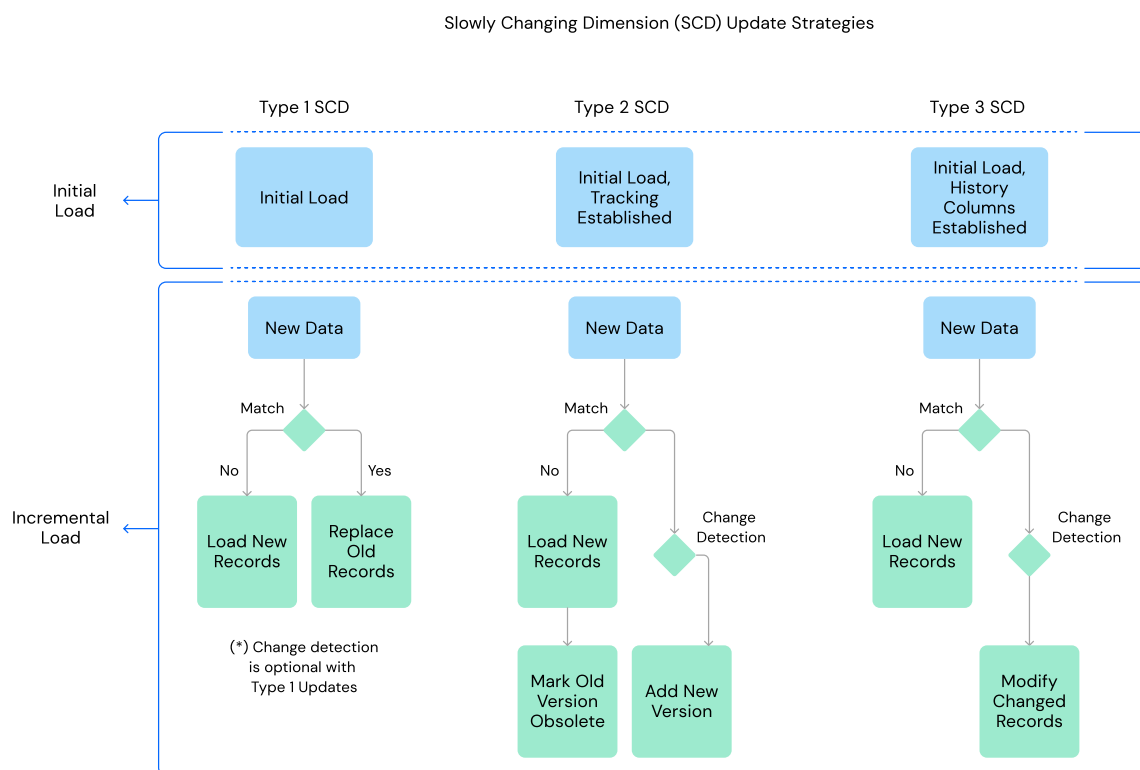 Slowly Changing Dimension (SCD) Update Strategies
Type 1 SCD
Type 2 SCD
Type 3 SCD
Initial
Load
Initial Load
Initial Load,
Tracking
Established
Initial Load,
History
Columns
Established
Incremental
Load
New Data
Match
No
Yes
Load New
Records
Replace
Old
Records
(*) Change detection
is optional with
Type 1 Updates
New Data
Match
No
Change
Detection
Load New
Records
Mark Old
Version
Obsolete
Add New
Version
New Data
Match
No
Change
Detection
Load New
Records
Modify
Changed
Records